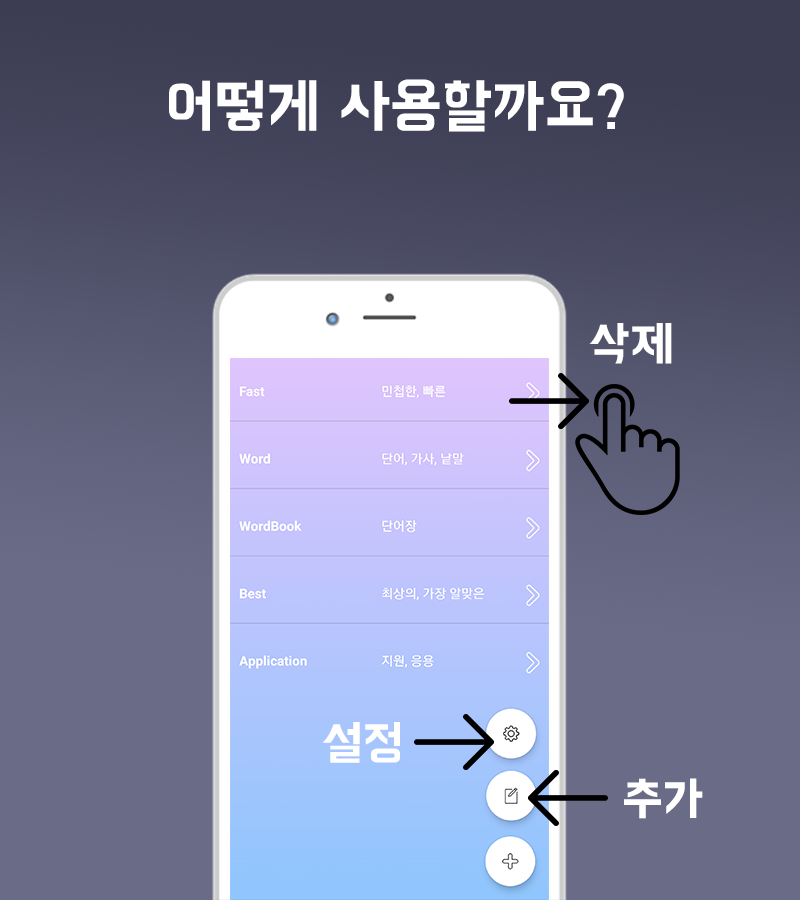 어떻게 사용할까요?
삭제
Fast 민첩한, 빠른
Word 단어, 가사, 낱말
WordBook 단어장
Best 최상의, 가장 알맞은
Application 지원, 응용
설정
추가